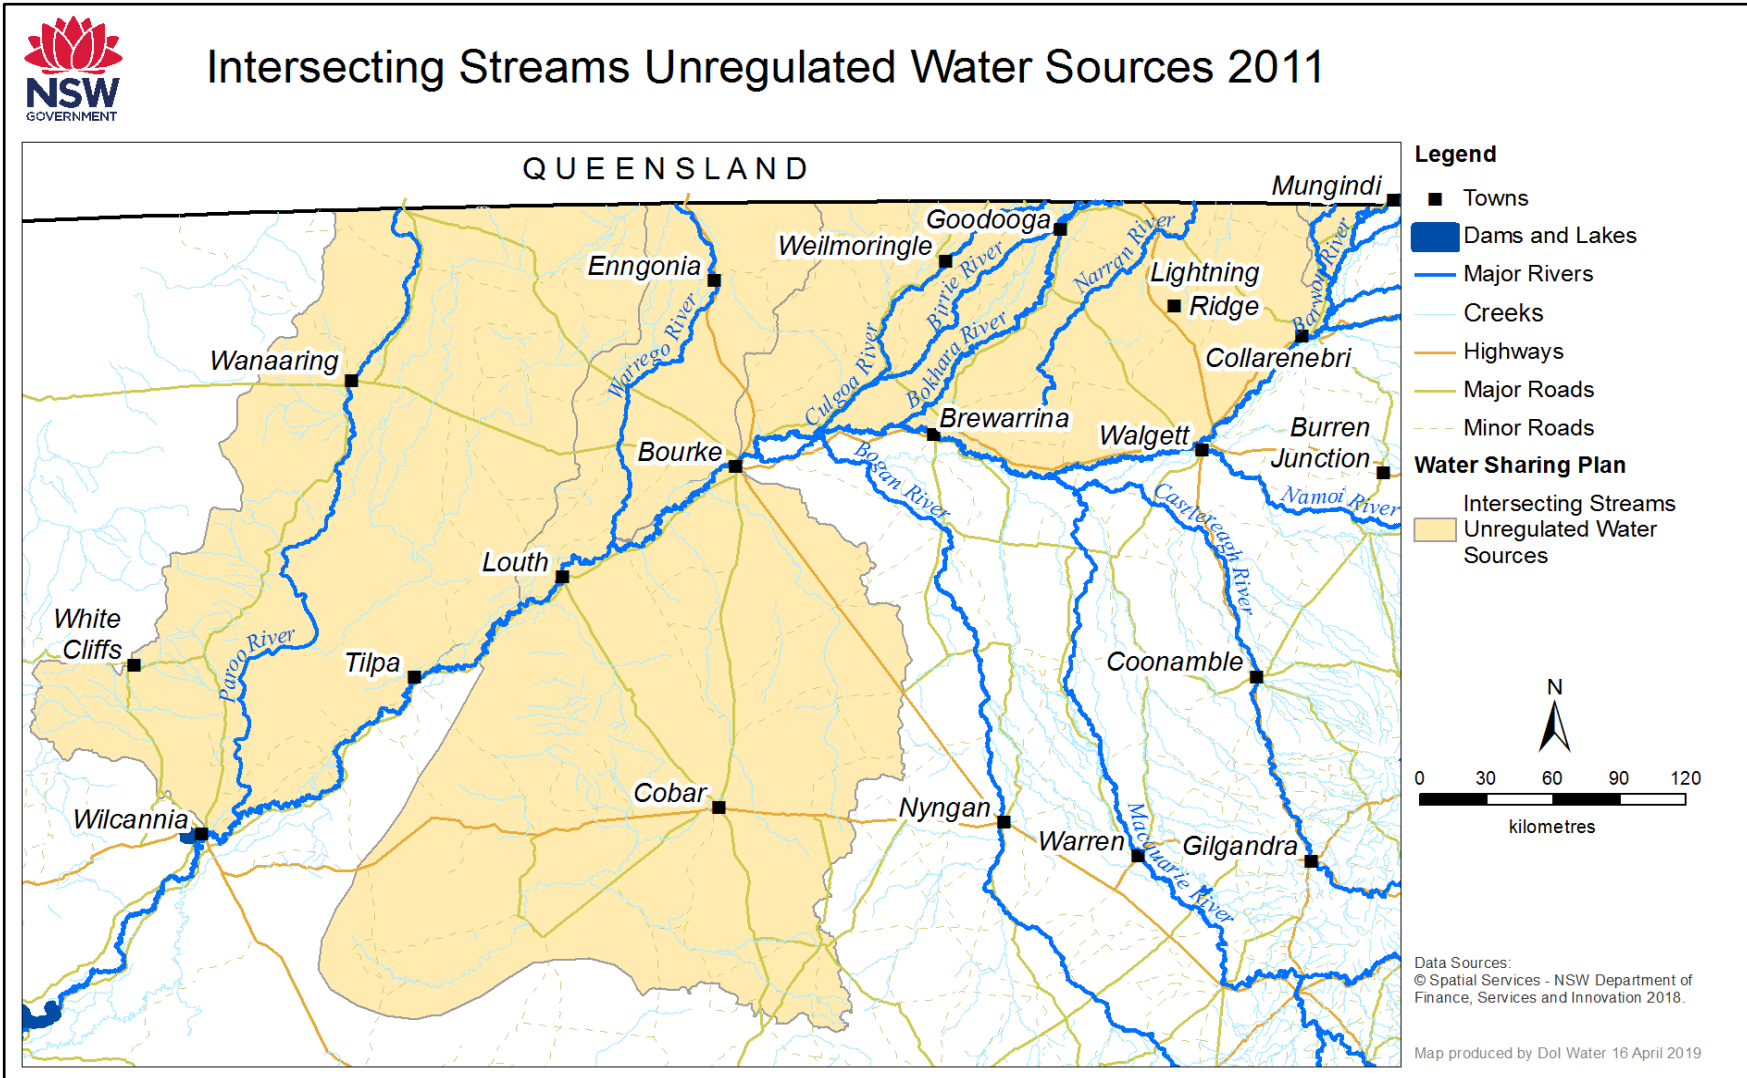 NSW
GOVERNMENT
Intersecting Streams Unregulated Water Sources 2011
QUEENSLAND
Mungindi
Goodooga
Weilmoringle
Enngonia
Lightning
Ridge
Collarenebri
Wanaaring
Brewarrina
Walgett
Burren
Junction
Bourke
Louth
White
Cliffs
Tilpa
Coonamble
Cobar
Wilcannia
Nyngan
Warren
Gilgandra
Barwon River
Narran River
Birrie River
Bokhara River
Culgoa River
Warrego River
Bogan River
Castlereagh River
Namoi River
Paroo River
Macquarie River
Legend
Towns
Dams and Lakes
Major Rivers
Creeks
Highways
Major Roads
Minor Roads
Water Sharing Plan
Intersecting Streams
Unregulated Water
Sources
N
0 30 60 90 120
kilometres
Data Sources:
© Spatial Services - NSW Department of
Finance, Services and Innovation 2018.
Map produced by DoI Water 16 April 2019